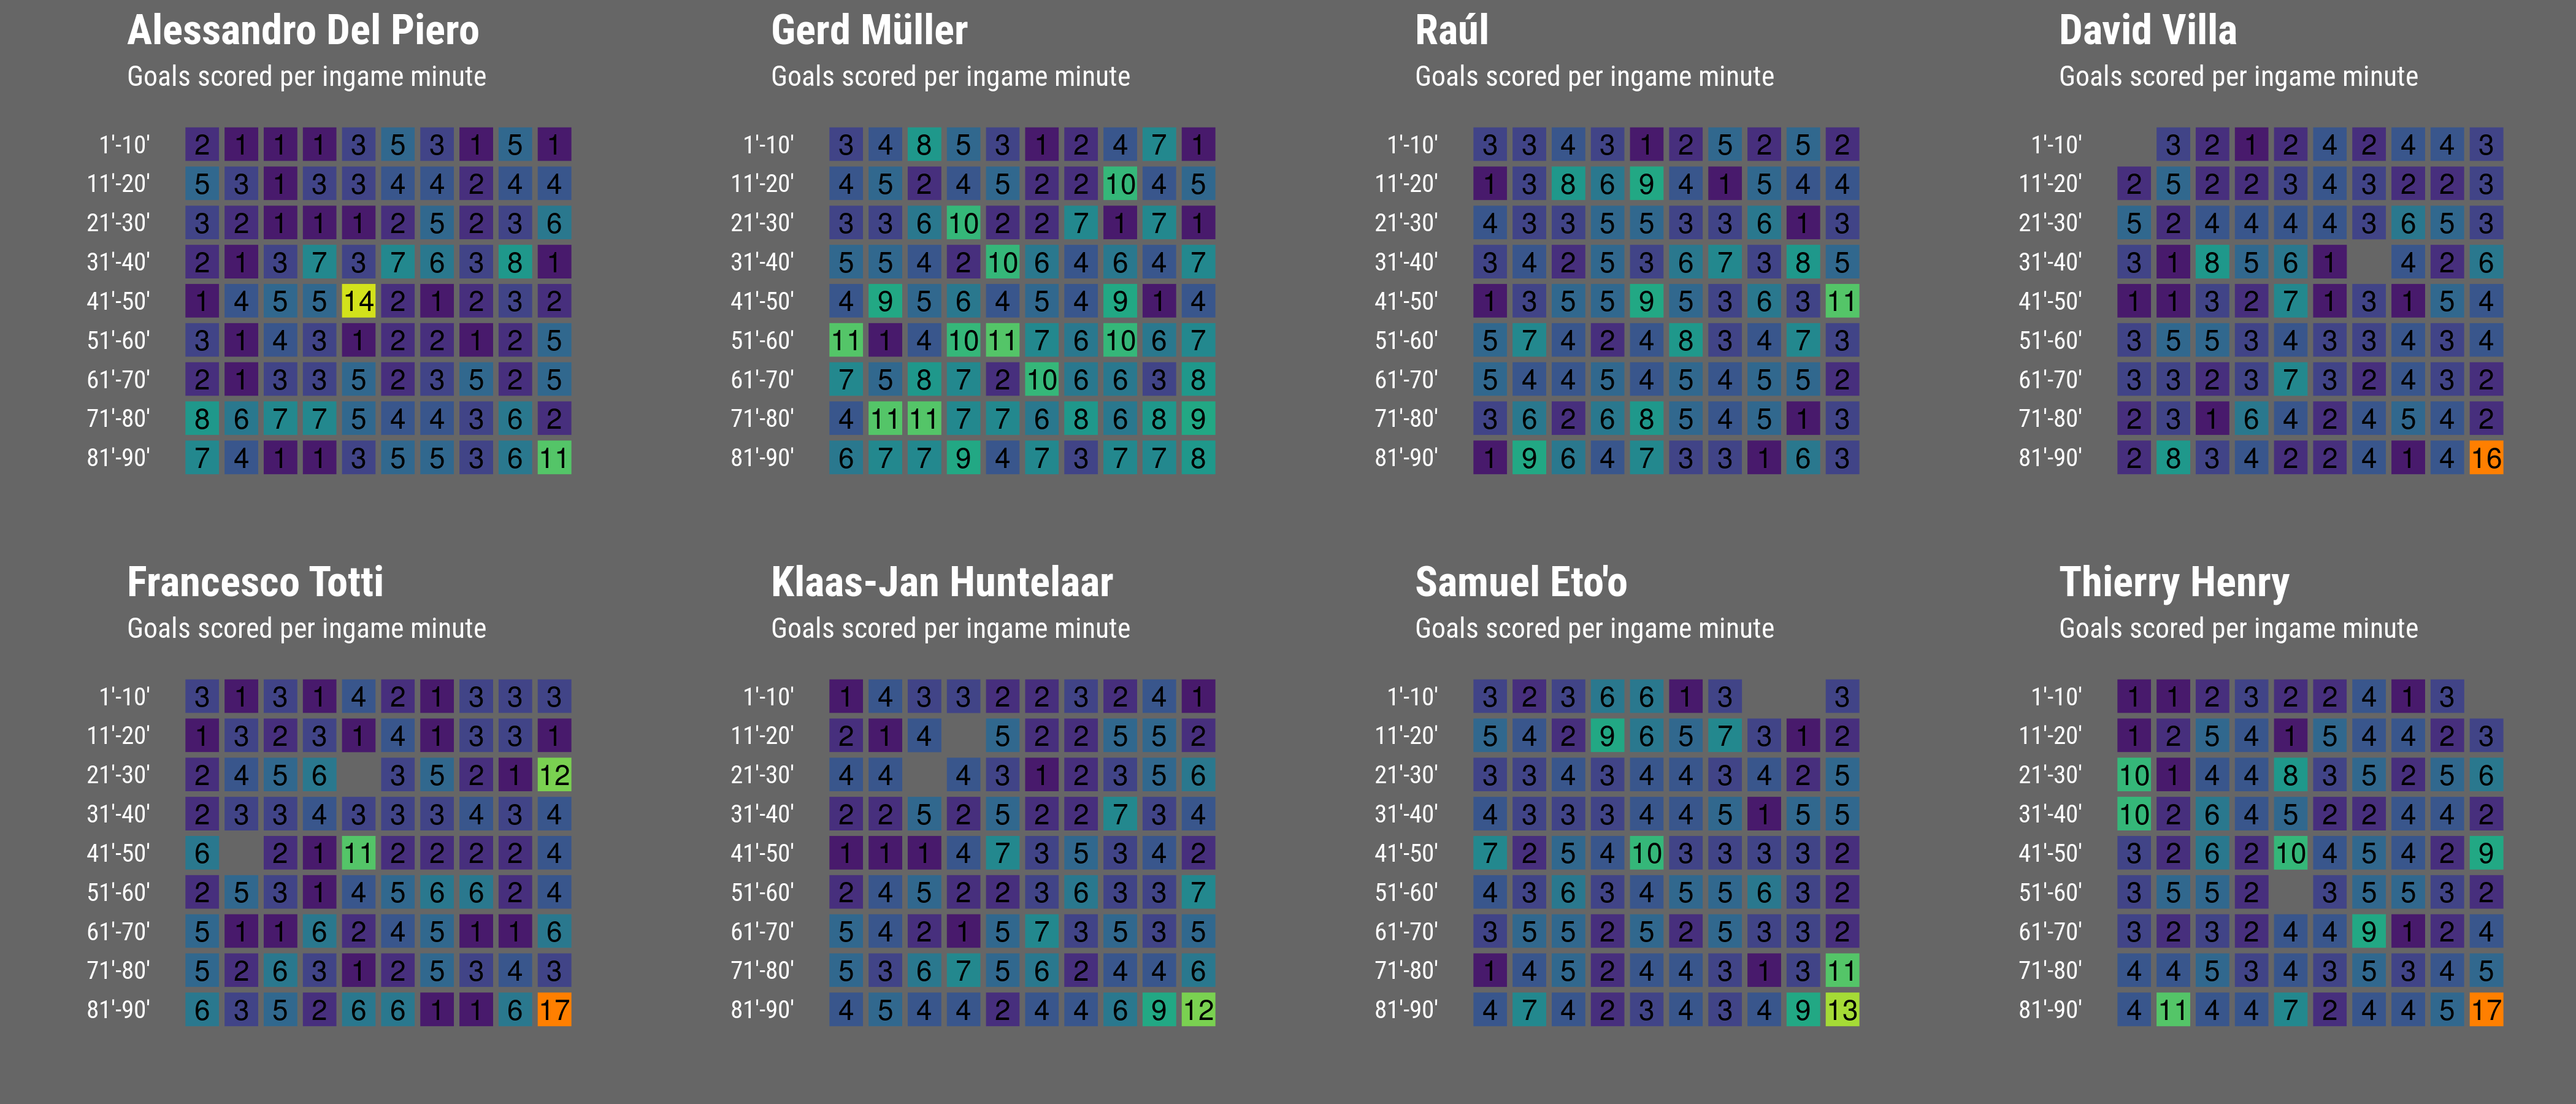 Alessandro Del Piero
Goals scored per ingame minute
1'-10' 2 1 1 1 3 5 3 1 5 1
11'-20' 5 3 1 3 3 4 4 2 4 4
21'-30' 3 2 1 1 1 2 5 2 3 6
31'-40' 2 1 3 7 3 7 6 3 8 1
41'-50' 1 4 5 5 14 2 1 2 3 2
51'-60' 3 1 4 3 1 2 2 1 2 5
61'-70' 2 1 3 3 5 2 3 5 2 5
71'-80' 8 6 7 7 5 4 4 3 6 2
81'-90' 7 4 1 1 3 5 5 3 6 11
Gerd Müller
Goals scored per ingame minute
1'-10' 3 4 8 5 3 1 2 4 7 1
11'-20' 4 5 2 4 5 2 2 10 4 5
21'-30' 3 3 6 10 2 2 7 1 7 1
31'-40' 5 5 4 2 10 6 4 6 4 7
41'-50' 4 9 5 6 4 5 4 9 1 4
51'-60' 11 1 4 10 11 7 6 10 6 7
61'-70' 7 5 8 7 2 10 6 6 3 8
71'-80' 4 11 11 7 7 6 8 6 8 9
81'-90' 6 7 7 9 4 7 3 7 7 8
Raúl
Goals scored per ingame minute
1'-10' 3 3 4 3 1 2 5 2 5 2
11'-20' 1 3 8 6 9 4 1 5 4 4
21'-30' 4 3 3 5 5 3 3 6 1 3
31'-40' 3 4 2 5 3 6 7 3 8 5
41'-50' 1 3 5 5 9 5 3 6 3 11
51'-60' 5 7 4 2 4 8 3 4 7 3
61'-70' 5 4 4 5 4 5 4 5 5 2
71'-80' 3 6 2 6 8 5 4 5 1 3
81'-90' 1 9 6 4 7 3 3 1 6 3
David Villa
Goals scored per ingame minute
1'-10' 3 2 1 2 4 2 4 4 3
11'-20' 2 5 2 2 3 4 3 2 2 3
21'-30' 5 2 4 4 4 4 3 6 5 3
31'-40' 3 1 8 5 6 1 4 2 6
41'-50' 1 1 3 2 7 1 3 1 5 4
51'-60' 3 5 5 3 4 3 3 4 3 4
61'-70' 3 3 2 3 7 3 2 4 3 2
71'-80' 2 3 1 6 4 2 4 5 4 2
81'-90' 2 8 3 4 2 2 4 1 4 16
Francesco Totti
Goals scored per ingame minute
1'-10' 3 1 3 1 4 2 1 3 3 3
11'-20' 1 3 2 3 1 4 1 3 3 1
21'-30' 2 4 5 6 3 5 2 1 12
31'-40' 2 3 3 4 3 3 3 4 3 4
41'-50' 6 2 1 11 2 2 2 2 4
51'-60' 2 5 3 1 4 5 6 6 2 4
61'-70' 5 1 1 6 2 4 5 1 1 6
71'-80' 5 2 6 3 1 2 5 3 4 3
81'-90' 6 3 5 2 6 6 1 1 6 17
Klaas-Jan Huntelaar
Goals scored per ingame minute
1'-10' 1 4 3 3 2 2 3 2 4 1
11'-20' 2 1 4 5 2 2 5 5 2
21'-30' 4 4 4 3 1 2 3 5 6
31'-40' 2 2 5 2 5 2 2 7 3 4
41'-50' 1 1 1 4 7 3 5 3 4 2
51'-60' 2 4 5 2 2 3 6 3 3 7
61'-70' 5 4 2 1 5 7 3 5 3 5
71'-80' 5 3 6 7 5 6 2 4 4 6
81'-90' 4 5 4 4 2 4 4 6 9 12
Samuel Eto'o
Goals scored per ingame minute
1'-10' 3 2 3 6 6 1 3 3
11'-20' 5 4 2 9 6 5 7 3 1 2
21'-30' 3 3 4 3 4 4 3 4 2 5
31'-40' 4 3 3 3 4 4 5 1 5 5
41'-50' 7 2 5 4 10 3 3 3 3 2
51'-60' 4 3 6 3 4 5 5 6 3 2
61'-70' 3 5 5 2 5 2 5 3 3 2
71'-80' 1 4 5 2 4 4 3 1 3 11
81'-90' 4 7 4 2 3 4 3 4 9 13
Thierry Henry
Goals scored per ingame minute
1'-10' 1 1 2 3 2 2 4 1 3
11'-20' 1 2 5 4 1 5 4 4 2 3
21'-30' 10 1 4 4 8 3 5 2 5 6
31'-40' 10 2 6 4 5 2 2 4 4 2
41'-50' 3 2 6 2 10 4 5 4 2 9
51'-60' 3 5 5 2 3 5 5 3 2
61'-70' 3 2 3 2 4 4 9 1 2 4
71'-80' 4 4 5 3 4 3 5 3 4 5
81'-90' 4 11 4 4 7 2 4 4 5 17